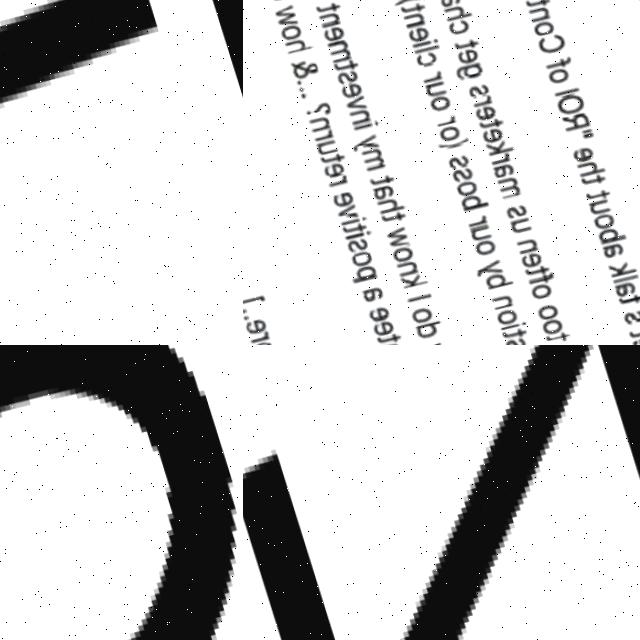 talk about the "ROI of Cont
too often us marketers get cha
stion by our boss (or our client)
do I know that my investment
tee a positive return? ...& how
re..]